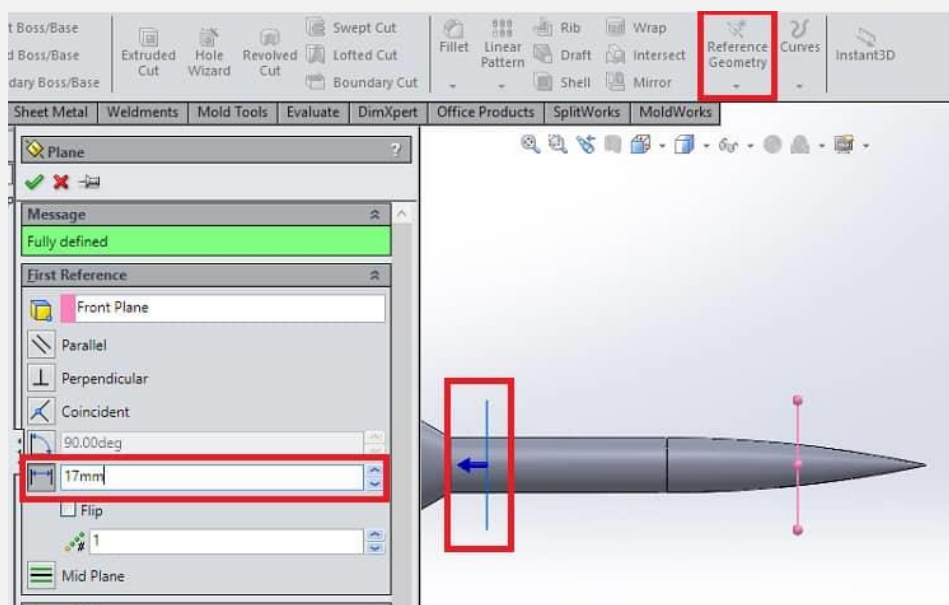 t Boss/Base
d Boss/Base
dary Boss/Base
Extruded Cut
Hole Wizard
Revolved Cut
Swept Cut
Lofted Cut
Boundary Cut
Fillet
Linear Pattern
Rib
Draft
Shell
Wrap
Intersect
Mirror
Reference Geometry
Curves
Instant3D
Sheet Metal
Weldments
Mold Tools
Evaluate
DimXpert
Office Products
SplitWorks
MoldWorks
Plane
?
Message
Fully defined
First Reference
Front Plane
Parallel
Perpendicular
Coincident
90.00deg
17mm
Flip
# 1
Mid Plane